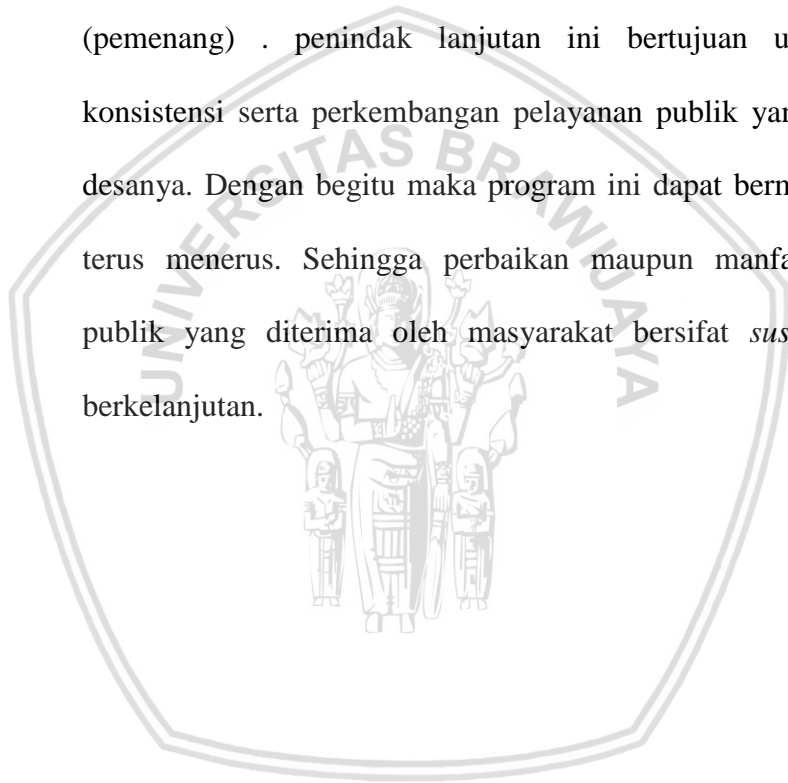 (pemenang) . penindak lanjutan ini bertujuan u
konsistensi serta perkembangan pelayanan publik yan
desanya. Dengan begitu maka program ini dapat bern
terus menerus. Sehingga perbaikan maupun manfa
publik yang diterima oleh masyarakat bersifat sus
berkelanjutan.
UNIVERSITAS BRAWIJAYA